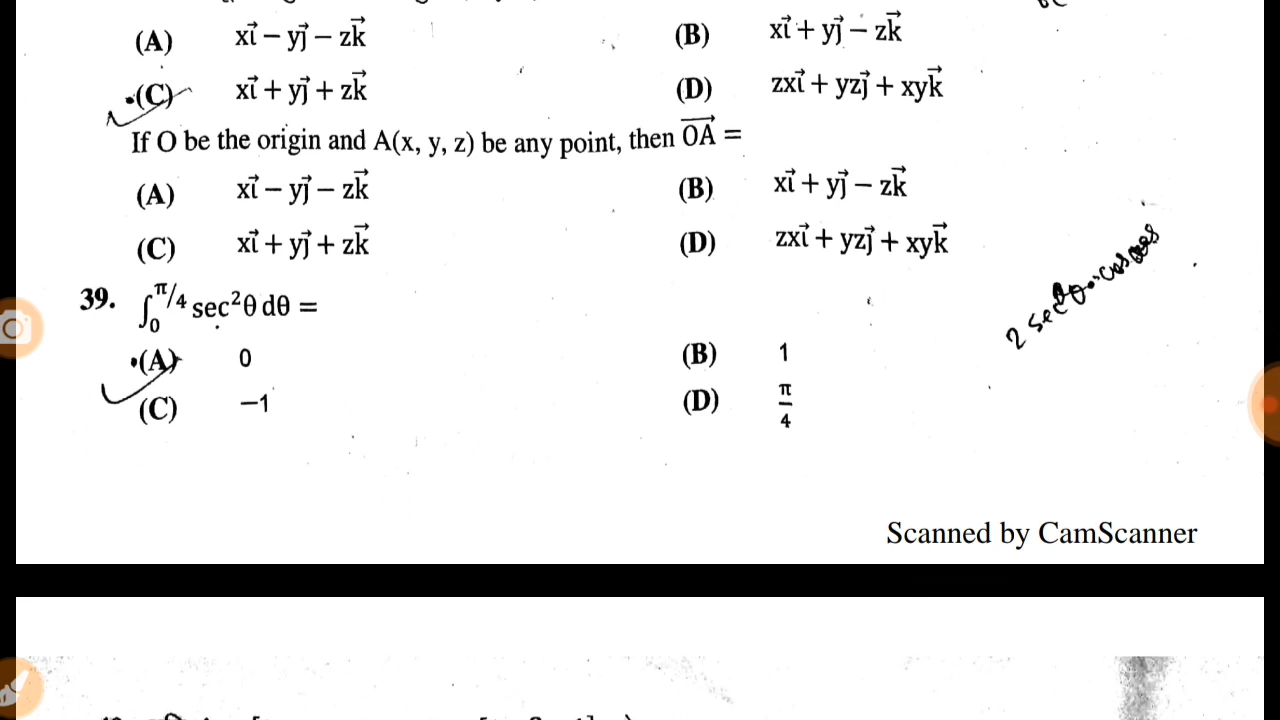 (A) xi⃗ − yj⃗ − zk⃗ (B) xi⃗ + yj⃗ − zk⃗
(C) xi⃗ + yj⃗ + zk⃗ (D) zxi⃗ + yzj⃗ + xyk⃗
If O be the origin and A(x, y, z) be any point, then OA⃗ =
(A) xi⃗ − yj⃗ − zk⃗ (B) xi⃗ + yj⃗ − zk⃗
(C) xi⃗ + yj⃗ + zk⃗ (D) zxi⃗ + yzj⃗ + xyk⃗
39. ∫₀^π/4 sec²θ dθ =
(A) 0 (B) 1
(C) −1 (D) π/4
2 sec
Scanned by CamScanner